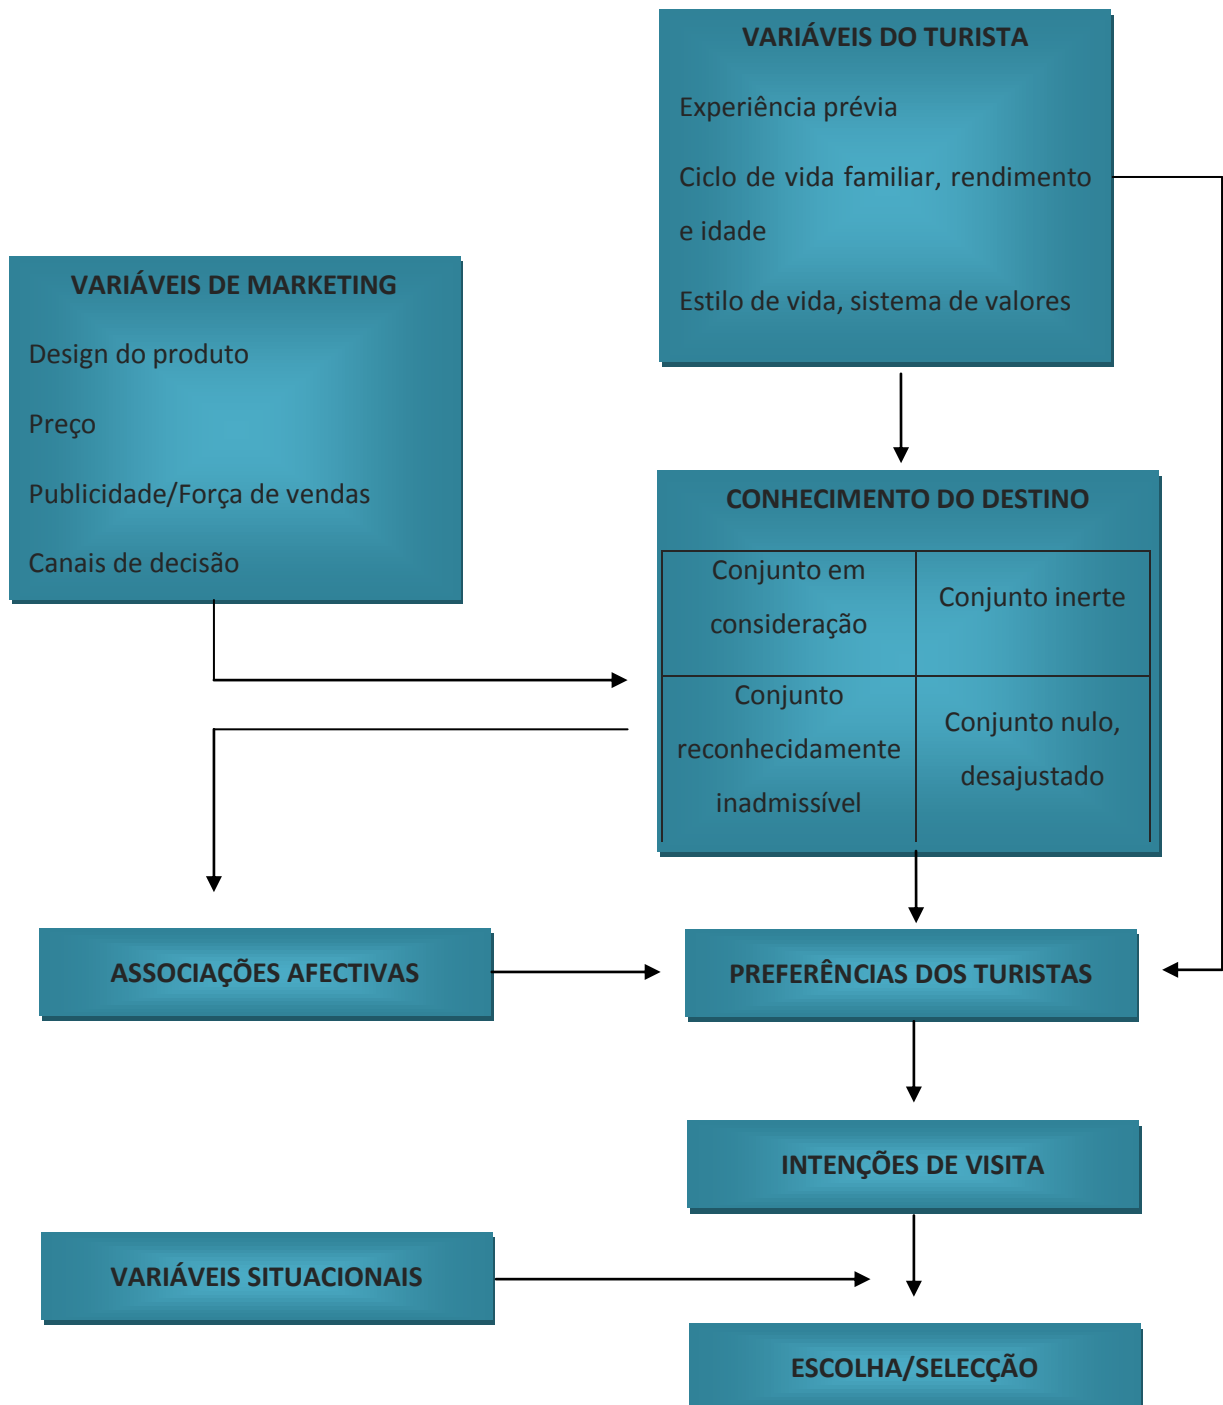 VARIÁVEIS DO TURISTA
Experiência prévia
Ciclo de vida familiar, rendimento
e idade
Estilo de vida, sistema de valores
VARIÁVEIS DE MARKETING
Design do produto
Preço
Publicidade/Força de vendas
Canais de decisão
CONHECIMENTO DO DESTINO
Conjunto em
consideração
Conjunto inerte
Conjunto
reconhecidamente
inadmissível
Conjunto nulo,
desajustado
ASSOCIAÇÕES AFECTIVAS
PREFERÊNCIAS DOS TURISTAS
INTENÇÕES DE VISITA
VARIÁVEIS SITUACIONAIS
ESCOLHA/SELECÇÃO